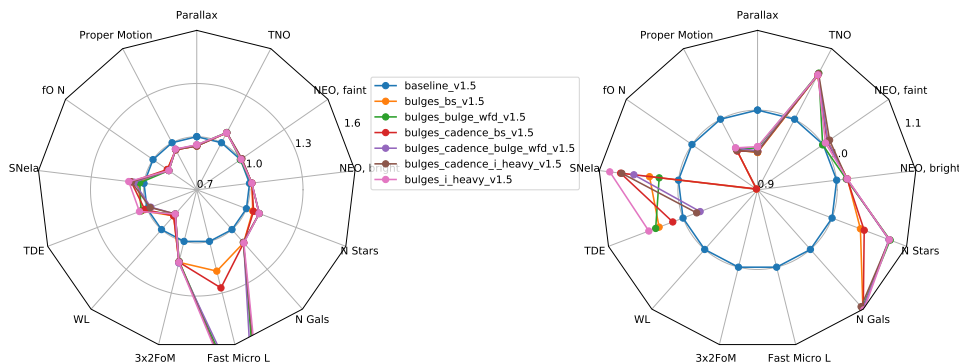 Parallax
Proper Motion
TNO
fO N
NEO, faint
1.6
1.3
1.0
0.7
SNeIa
NEO, bright
TDE
N Stars
WL
N Gals
3x2FoM
Fast Micro L
baseline_v1.5
bulges_bs_v1.5
bulges_bulge_wfd_v1.5
bulges_cadence_bs_v1.5
bulges_cadence_bulge_wfd_v1.5
bulges_cadence_i_heavy_v1.5
bulges_i_heavy_v1.5
Parallax
Proper Motion
TNO
fO N
NEO, faint
1.1
1.0
0.9
SNeIa
NEO, bright
TDE
N Stars
WL
N Gals
3x2FoM
Fast Micro L